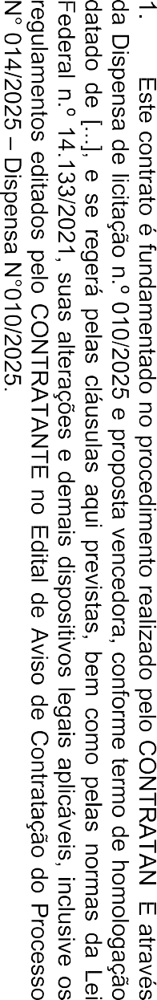 1. Este contrato é fundamentado no procedimento realizado pelo CONTRATAN E através
da Dispensa de licitação n.º 010/2025 e proposta vencedora, conforme termo de homologação
datado de [...], e se regerá pelas cláusulas aqui previstas, bem como pelas normas da Lei
Federal n.º 14.133/2021, suas alterações e demais dispositivos legais aplicáveis, inclusive os
regulamentos editados pelo CONTRATANTE no Edital de Aviso de Contratação do Processo
N° 014/2025 – Dispensa N°010/2025.